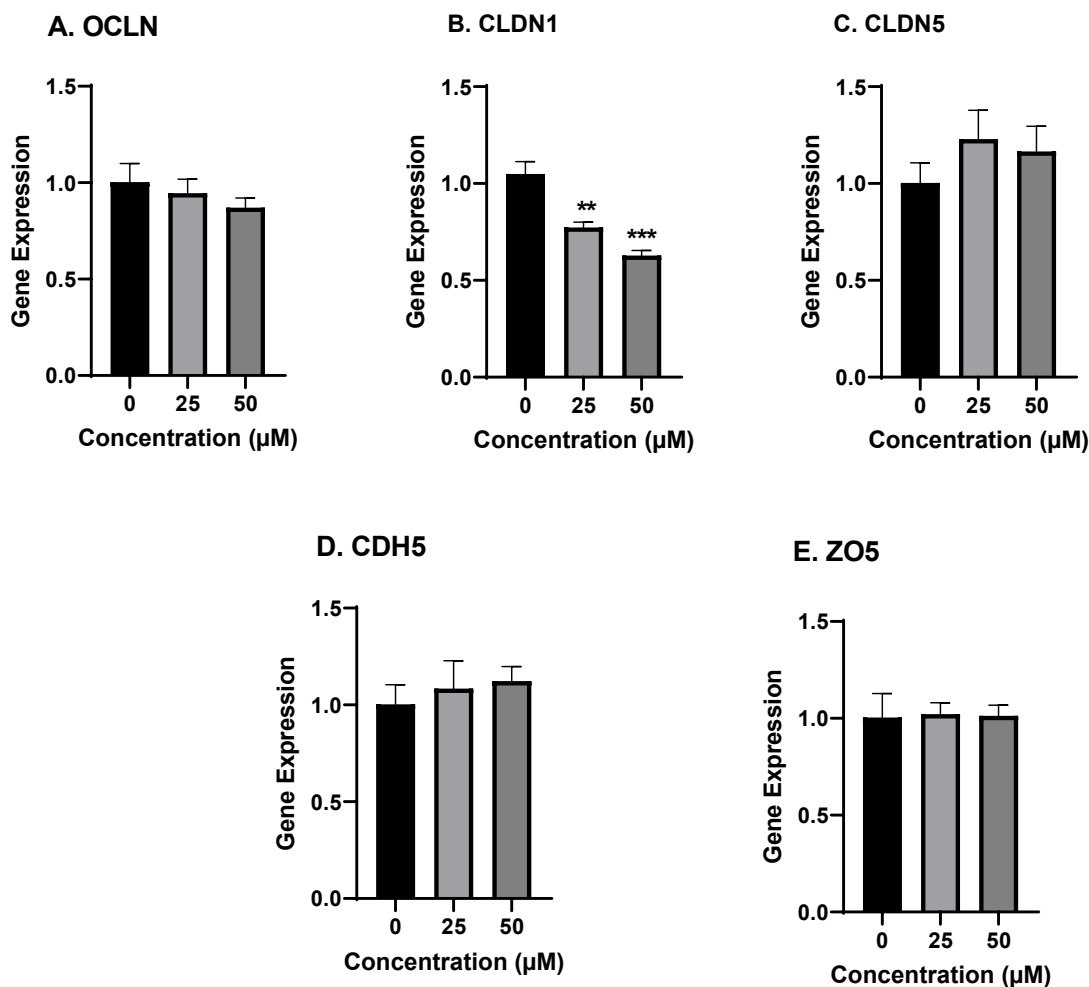 A. OCLN
B. CLDN1
C. CLDN5
Gene Expression
1.5
1.0
0.5
0.0
0 25 50
Concentration (µM)
Gene Expression
1.5
1.0
0.5
0.0
**
***
0 25 50
Concentration (µM)
Gene Expression
1.5
1.0
0.5
0.0
0 25 50
Concentration (µM)
D. CDH5
E. ZO5
Gene Expression
1.5
1.0
0.5
0.0
0 25 50
Concentration (µM)
Gene Expression
1.5
1.0
0.5
0.0
0 25 50
Concentration (µM)